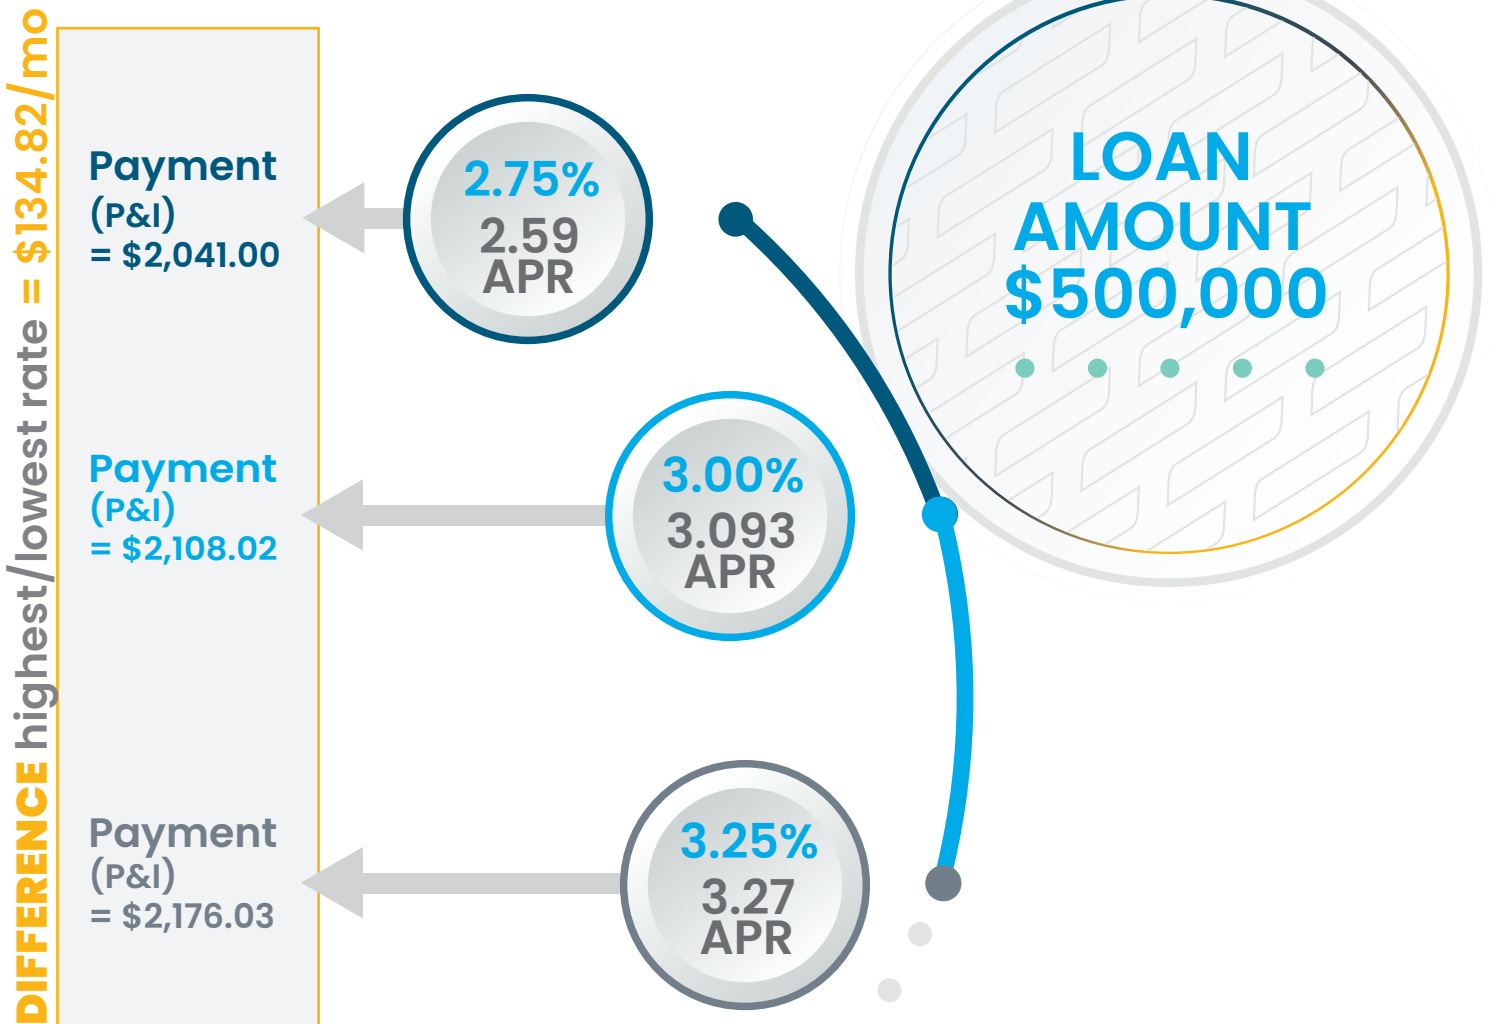 DIFFERENCE highest/lowest rate = $134.82/mo
Payment
(P&I)
= $2,041.00
2.75%
2.59
APR
LOAN
AMOUNT
$500,000
Payment
(P&I)
= $2,108.02
3.00%
3.093
APR
Payment
(P&I)
= $2,176.03
3.25%
3.27
APR